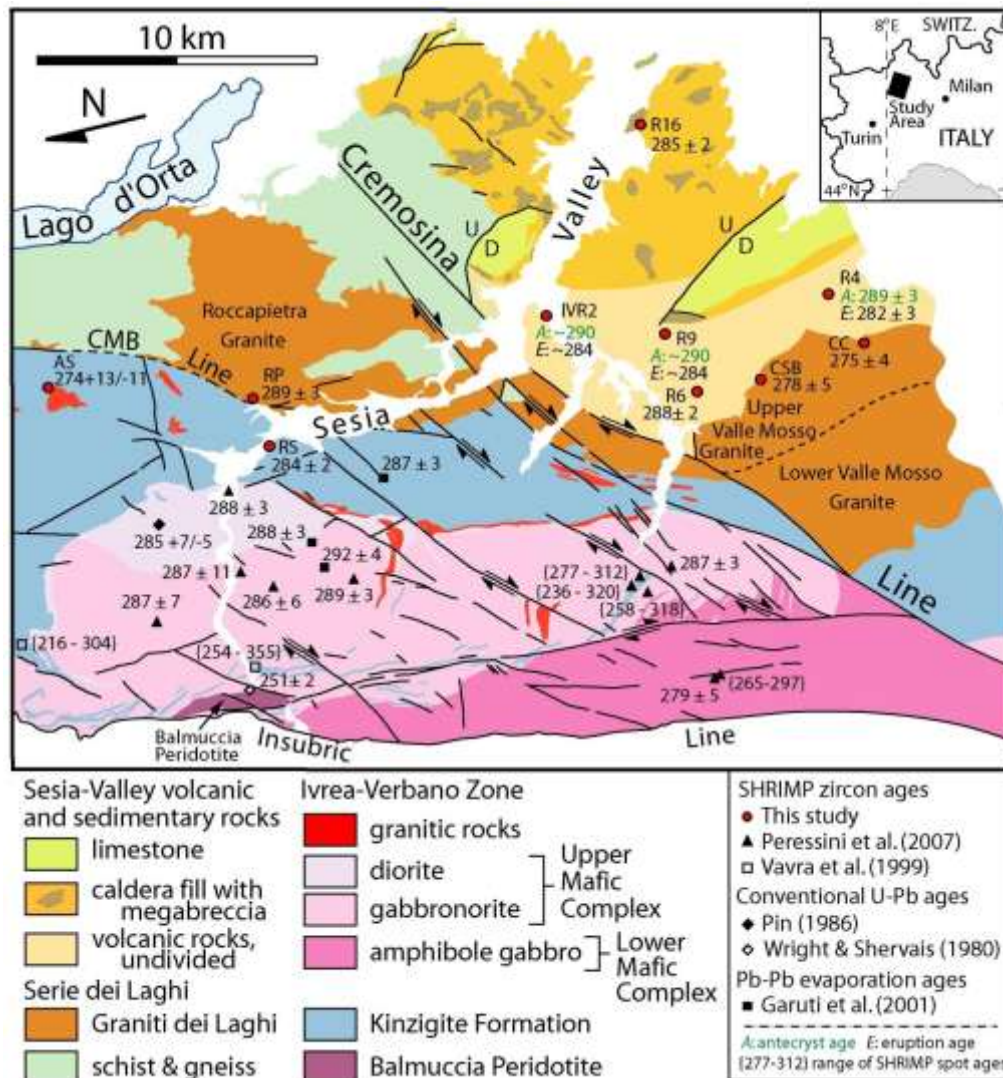 10 km
N
8°E
SWITZ.
Milan
Study
Area
Turin
ITALY
44°N
Lago d'Orta
Cremosina
Valley
R16
285 ± 2
U
D
U
D
Roccapietra
Granite
IVR2
A: ~290
E: ~284
R9
A: ~290
E: ~284
R4
A: 289 ± 3
E: 282 ± 3
CC
275 ± 4
CMB
Line
AS
274+13/-11
RP
289 ± 3
Sesia
R6
288± 2
CSB
278 ± 5
Upper
Valle Mosso
Granite
Lower Valle Mosso
Granite
RS
284 ± 2
287 ± 3
288 ± 3
285 +7/-5
288 ± 3
292 ± 4
287 ± 11
286 ± 6
289 ± 3
287 ± 7
(277 - 312)
(236 - 320)
(258 - 318)
287 ± 3
Line
(216 - 304)
(254 - 355)
251± 2
279 ± 5
(265-297)
Balmuccia
Peridotite
Insubric
Line
Sesia-Valley volcanic
and sedimentary rocks
limestone
caldera fill with
megabreccia
volcanic rocks,
undivided
Serie dei Laghi
Graniti dei Laghi
schist & gneiss
Ivrea-Verbano Zone
granitic rocks
diorite
gabbronorite
Upper
Mafic
Complex
amphibole gabbro
Lower
Mafic
Complex
Kinzigite Formation
Balmuccia Peridotite
SHRIMP zircon ages
This study
Peressini et al. (2007)
Vavra et al. (1999)
Conventional U-Pb ages
Pin (1986)
Wright & Shervais (1980)
Pb-Pb evaporation ages
Garuti et al. (2001)
A: antecryst age E: eruption age
(277-312) range of SHRIMP spot ages